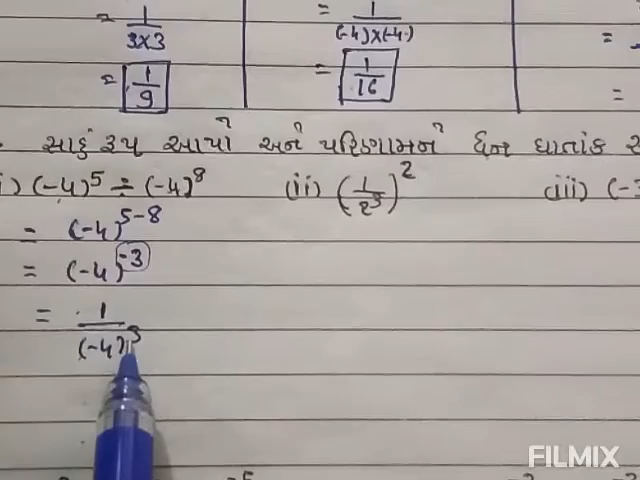 = 1/(3×3) = 1/((-4)×(-4)) =
= 1/9 = 1/16 =
સાદું રૂપ આપો અને પરિણામને ધન ઘાતાંક સ
i) (-4)^5 ÷ (-4)^8 (ii) (1/2^3)^2 (iii) (-3
= (-4)^5-8
= (-4)^-3
= 1/(-4)^3
FILMIX